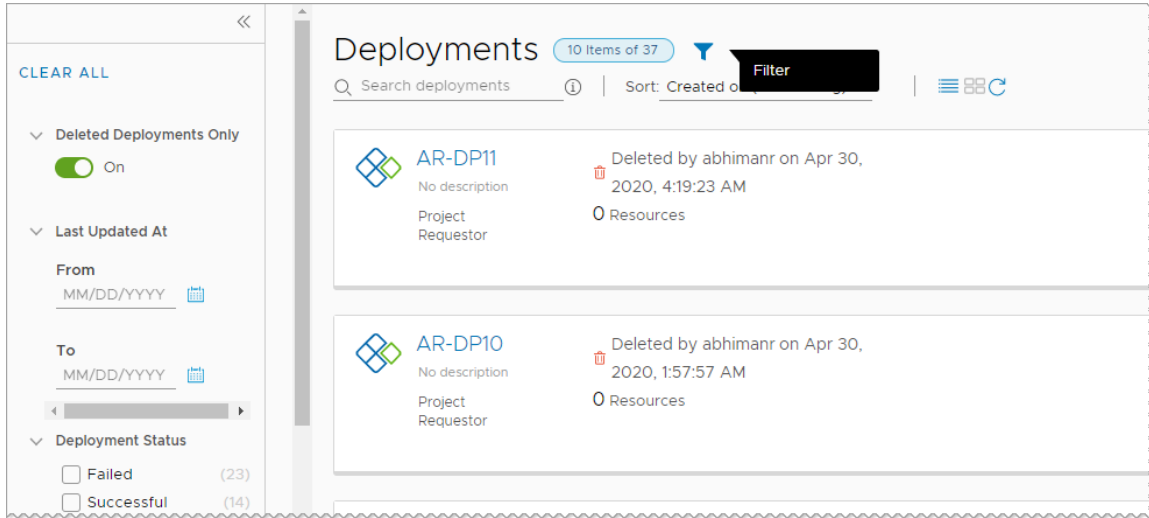 CLEAR ALL
Deleted Deployments Only
On
Last Updated At
From
MM/DD/YYYY
To
MM/DD/YYYY
Deployment Status
Failed (23)
Successful (14)
Deployments 10 Items of 37
Filter
Search deployments Sort: Created
AR-DP11
No description
Project
Requestor
Deleted by abhimanr on Apr 30,
2020, 4:19:23 AM
0 Resources
AR-DP10
No description
Project
Requestor
Deleted by abhimanr on Apr 30,
2020, 1:57:57 AM
0 Resources